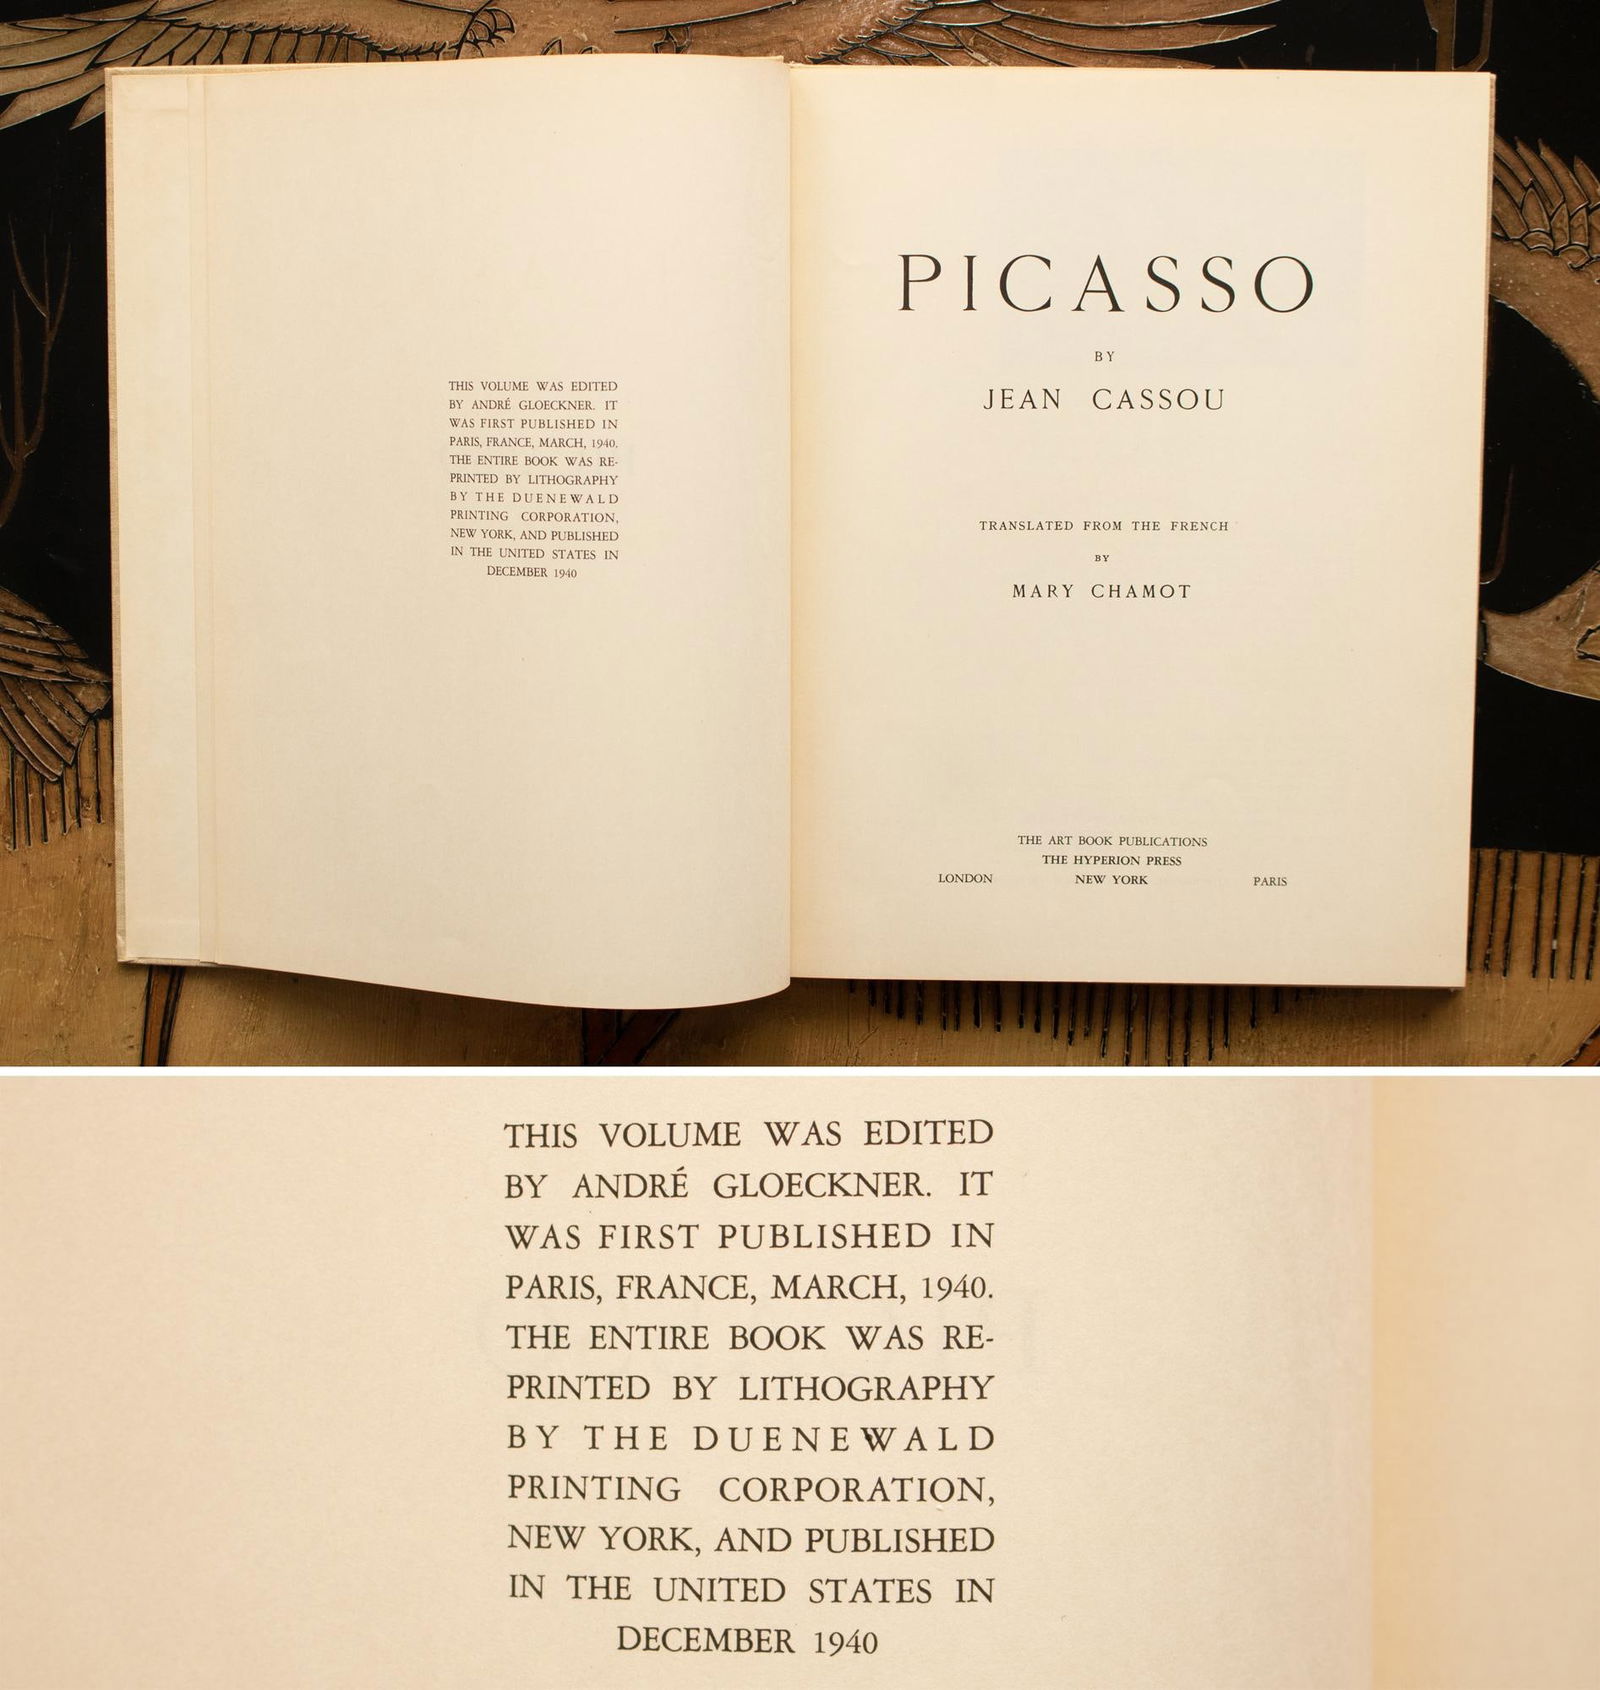 THIS VOLUME WAS EDITED
BY ANDRÉ GLOECKNER. IT
WAS FIRST PUBLISHED IN
PARIS, FRANCE, MARCH, 1940.
THE ENTIRE BOOK WAS RE-
PRINTED BY LITHOGRAPHY
BY THE DUENEWALD
PRINTING CORPORATION,
NEW YORK, AND PUBLISHED
IN THE UNITED STATES IN
DECEMBER 1940
PICASSO
BY
JEAN CASSOU
TRANSLATED FROM THE FRENCH
BY
MARY CHAMOT
THE ART BOOK PUBLICATIONS
THE HYPERION PRESS
LONDON NEW YORK PARIS
THIS VOLUME WAS EDITED
BY ANDRÉ GLOECKNER. IT
WAS FIRST PUBLISHED IN
PARIS, FRANCE, MARCH, 1940.
THE ENTIRE BOOK WAS RE-
PRINTED BY LITHOGRAPHY
BY THE DUENEWALD
PRINTING CORPORATION,
NEW YORK, AND PUBLISHED
IN THE UNITED STATES IN
DECEMBER 1940